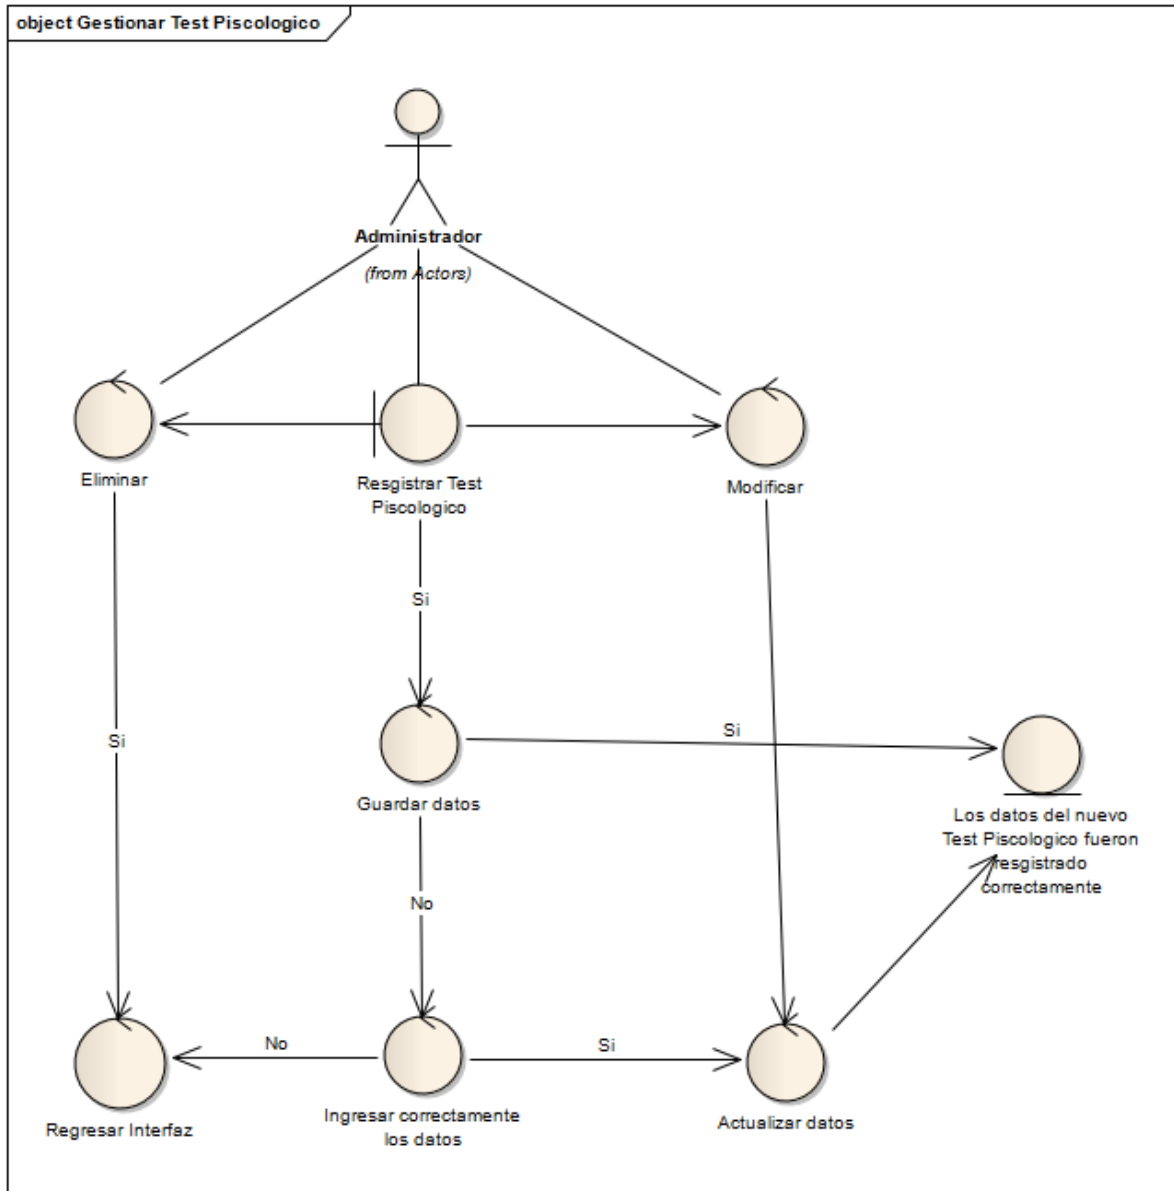 object Gestionar Test Piscologico
Administrador
(from Actors)
Eliminar
Resgistrar Test
Piscologico
Modificar
Si
Si
Si
Guardar datos
Los datos del nuevo
Test Piscologico fueron
resgistrado
correctamente
No
No
Si
Regresar Interfaz
Ingresar correctamente
los datos
Actualizar datos